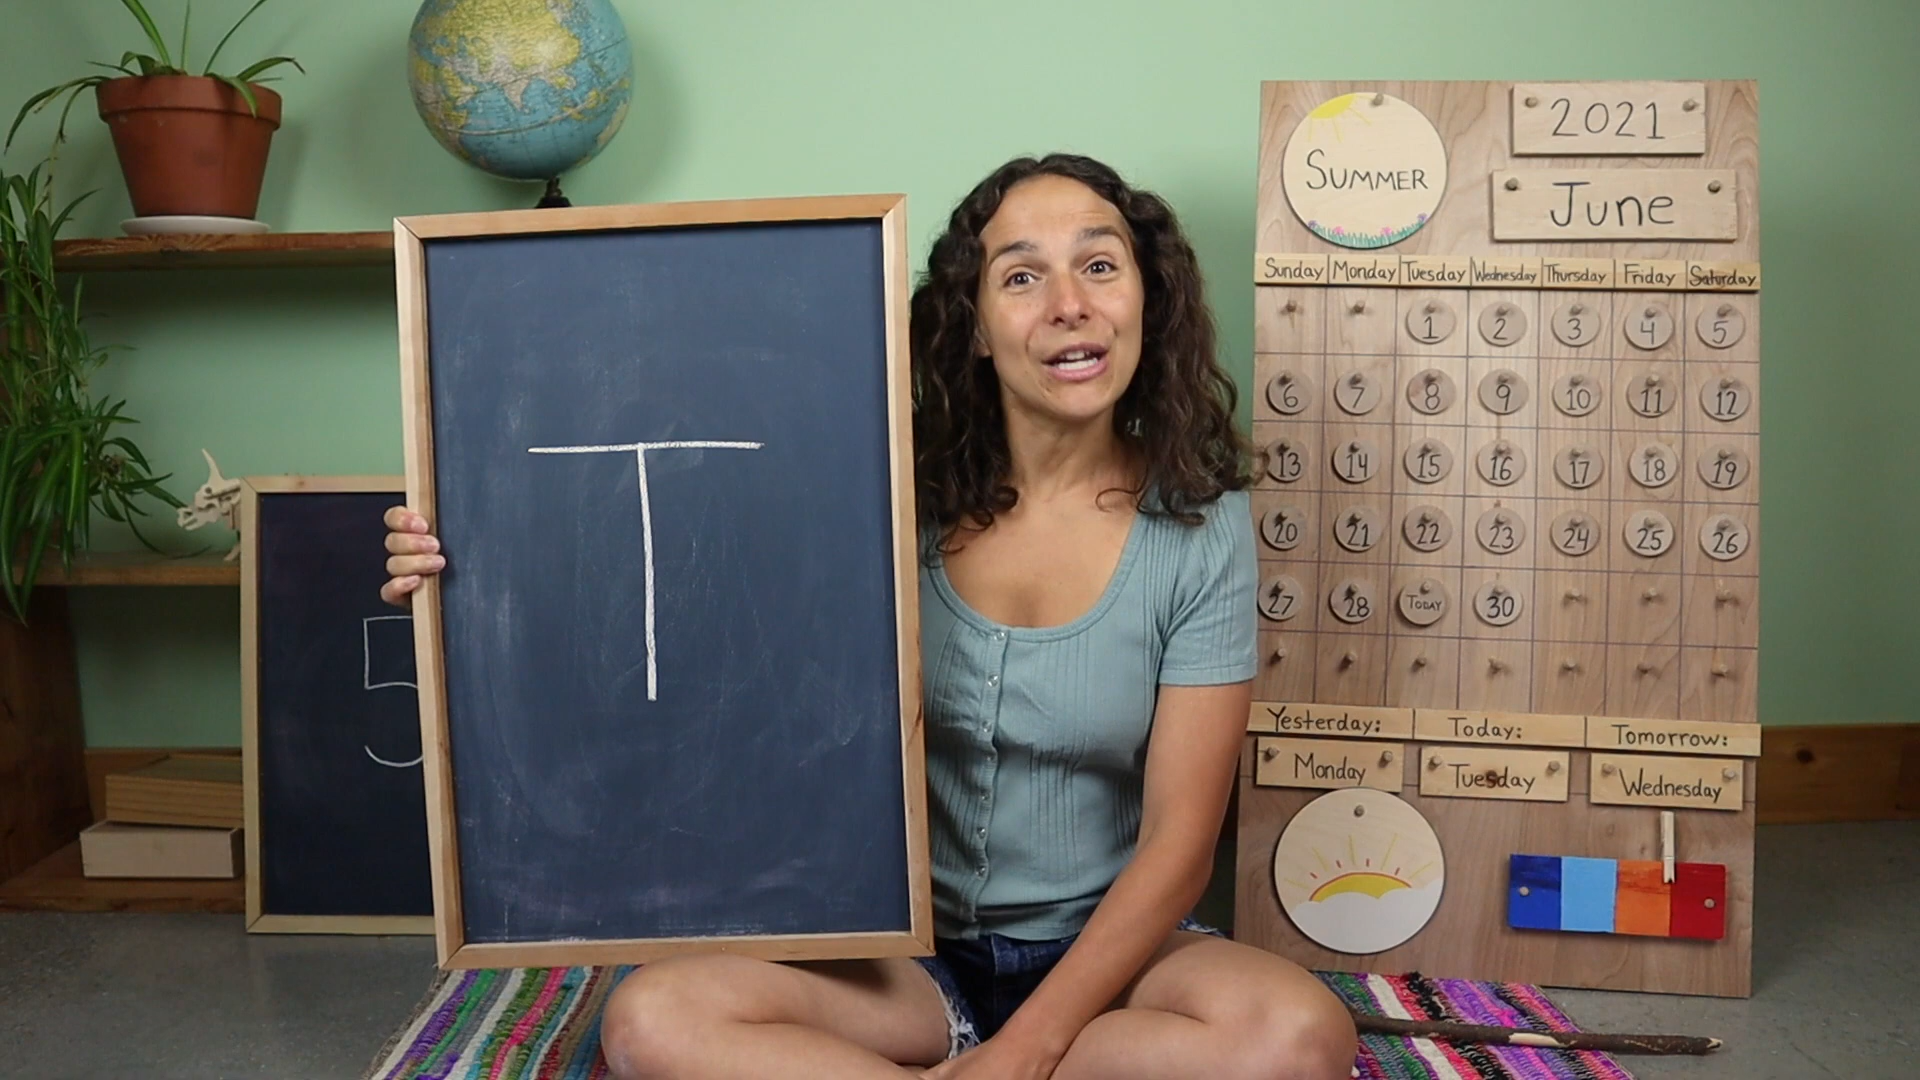 T
5
SUMMER
2021
June
Sunday Monday Tuesday Wednesday Thursday Friday Saturday
1 2 3 4 5
6 7 8 9 10 11 12
13 14 15 16 17 18 19
20 21 22 23 24 25 26
27 28 TODAY 30
Yesterday: Today: Tomorrow:
Monday Tuesday Wednesday